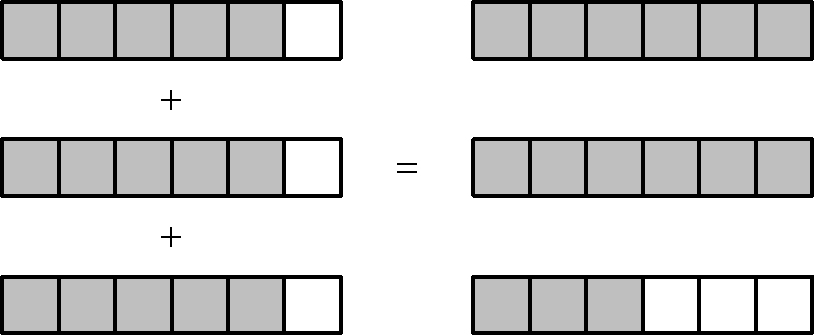 +
=
+